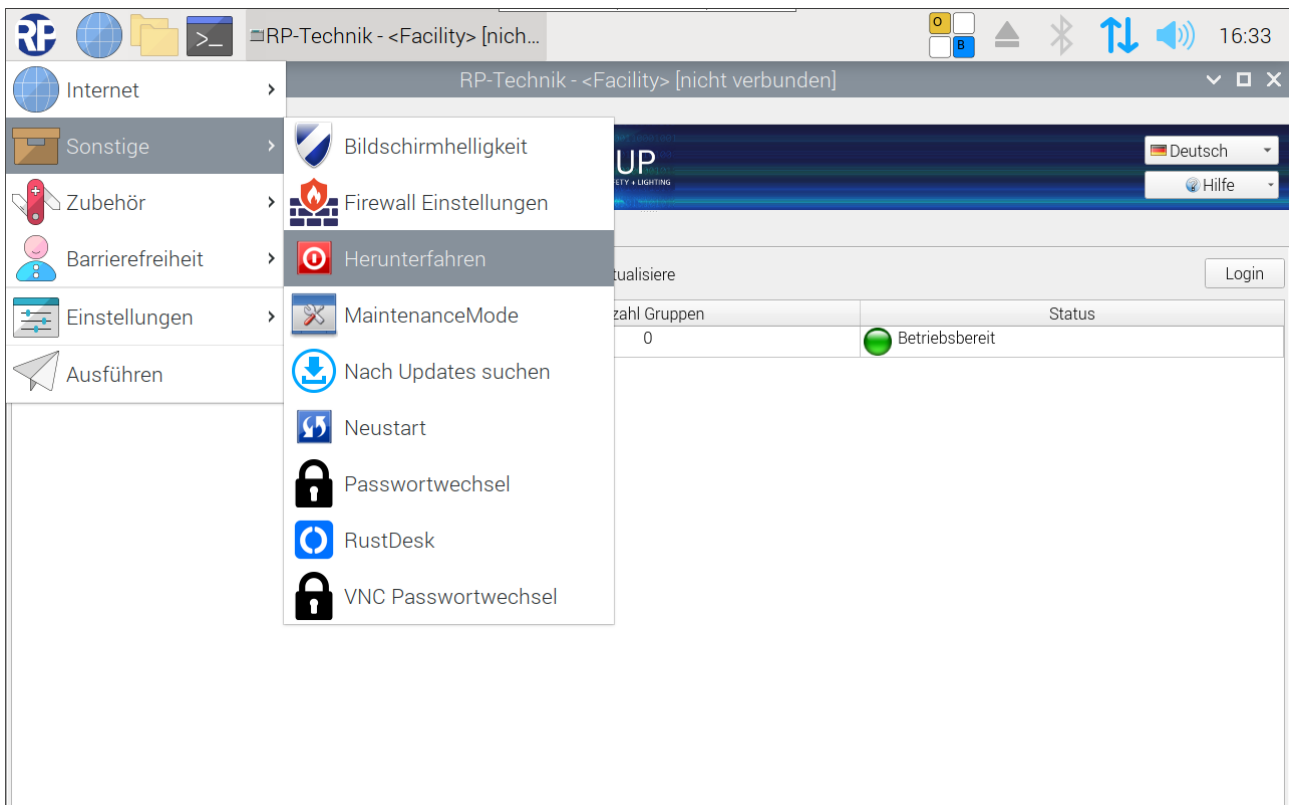 RP-Technik - <Facility> [nich...
O
B
16:33
RP-Technik - <Facility> [nicht verbunden]
Internet
Sonstige
Zubehör
Barrierefreiheit
Einstellungen
Ausführen
Bildschirmhelligkeit
Firewall Einstellungen
Herunterfahren
MaintenanceMode
Nach Updates suchen
Neustart
Passwortwechsel
RustDesk
VNC Passwortwechsel
UP
ETY + LIGHTING
Deutsch
Hilfe
tualisiere
Login
zahl Gruppen
Status
0
Betriebsbereit